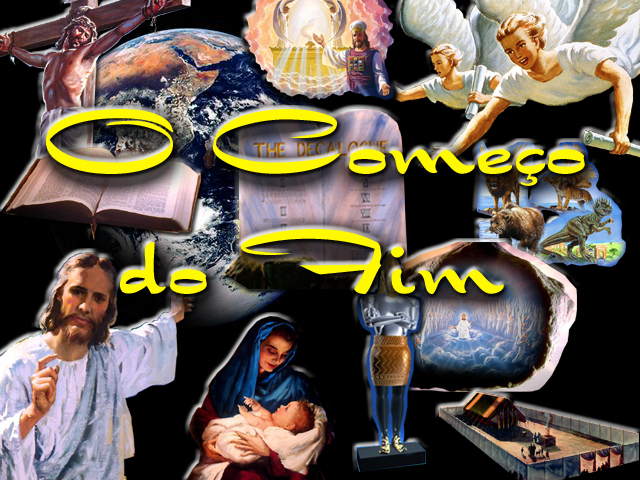 O Começo
THE DECALOGUE
do Fim